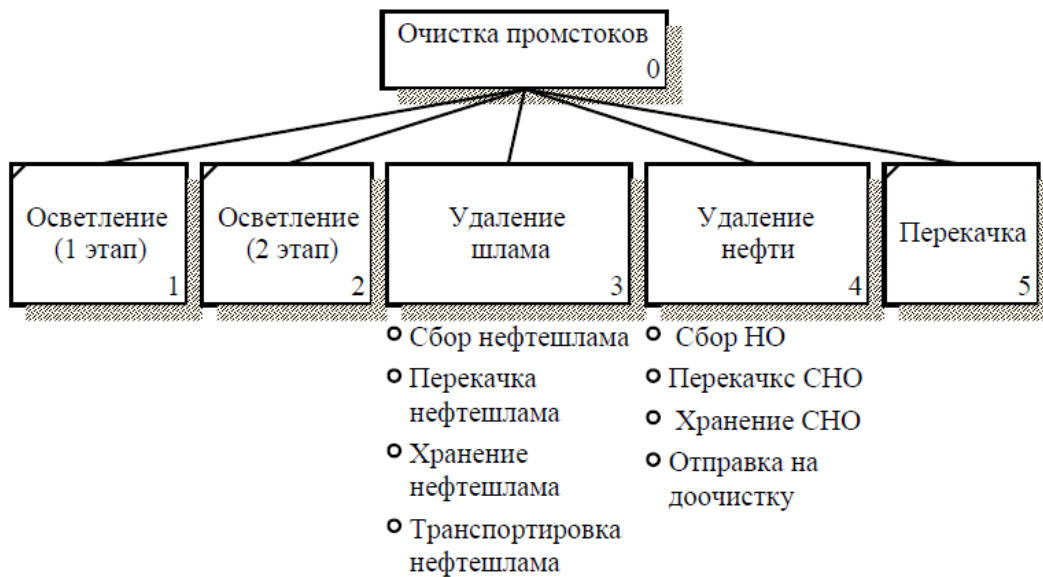 Очистка промстоков
0
Осветление
(1 этап)
1
Осветление
(2 этап)
2
Удаление
шлама
3
Удаление
нефти
4
Перекачка
5
Сбор нефтешлама
Перекачка
нефтешлама
Хранение
нефтешлама
Транспортировка
нефтешлама
Сбор НО
Перекачкс СНО
Хранение СНО
Отправка на
доочистку